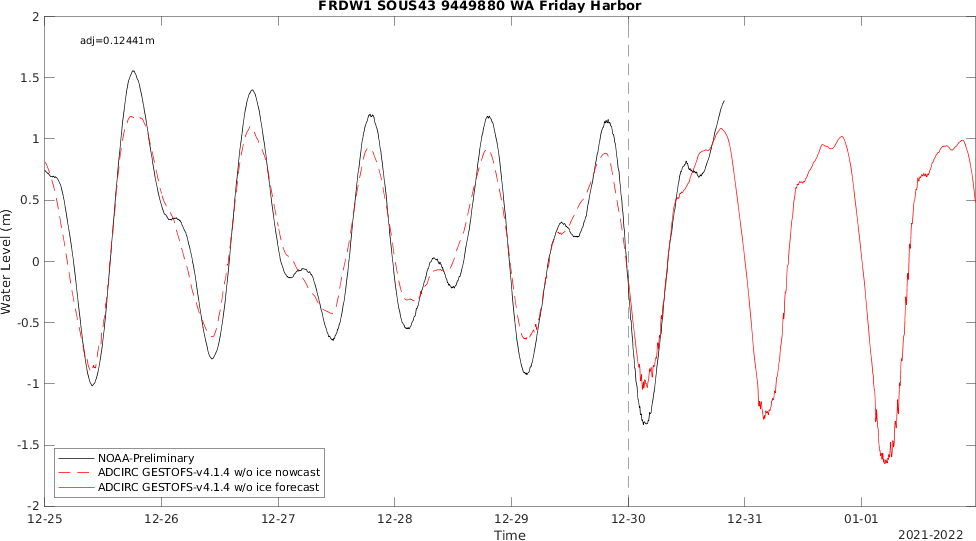 FRDW1 SOUS43 9449880 WA Friday Harbor
adj=0.12441m
2
1.5
1
0.5
0
-0.5
-1
-1.5
-2
Water Level (m)
NOAA-Preliminary
ADCIRC GESTOFS-v4.1.4 w/o ice nowcast
ADCIRC GESTOFS-v4.1.4 w/o ice forecast
12-25 12-26 12-27 12-28 12-29 12-30 12-31 01-01
Time
2021-2022